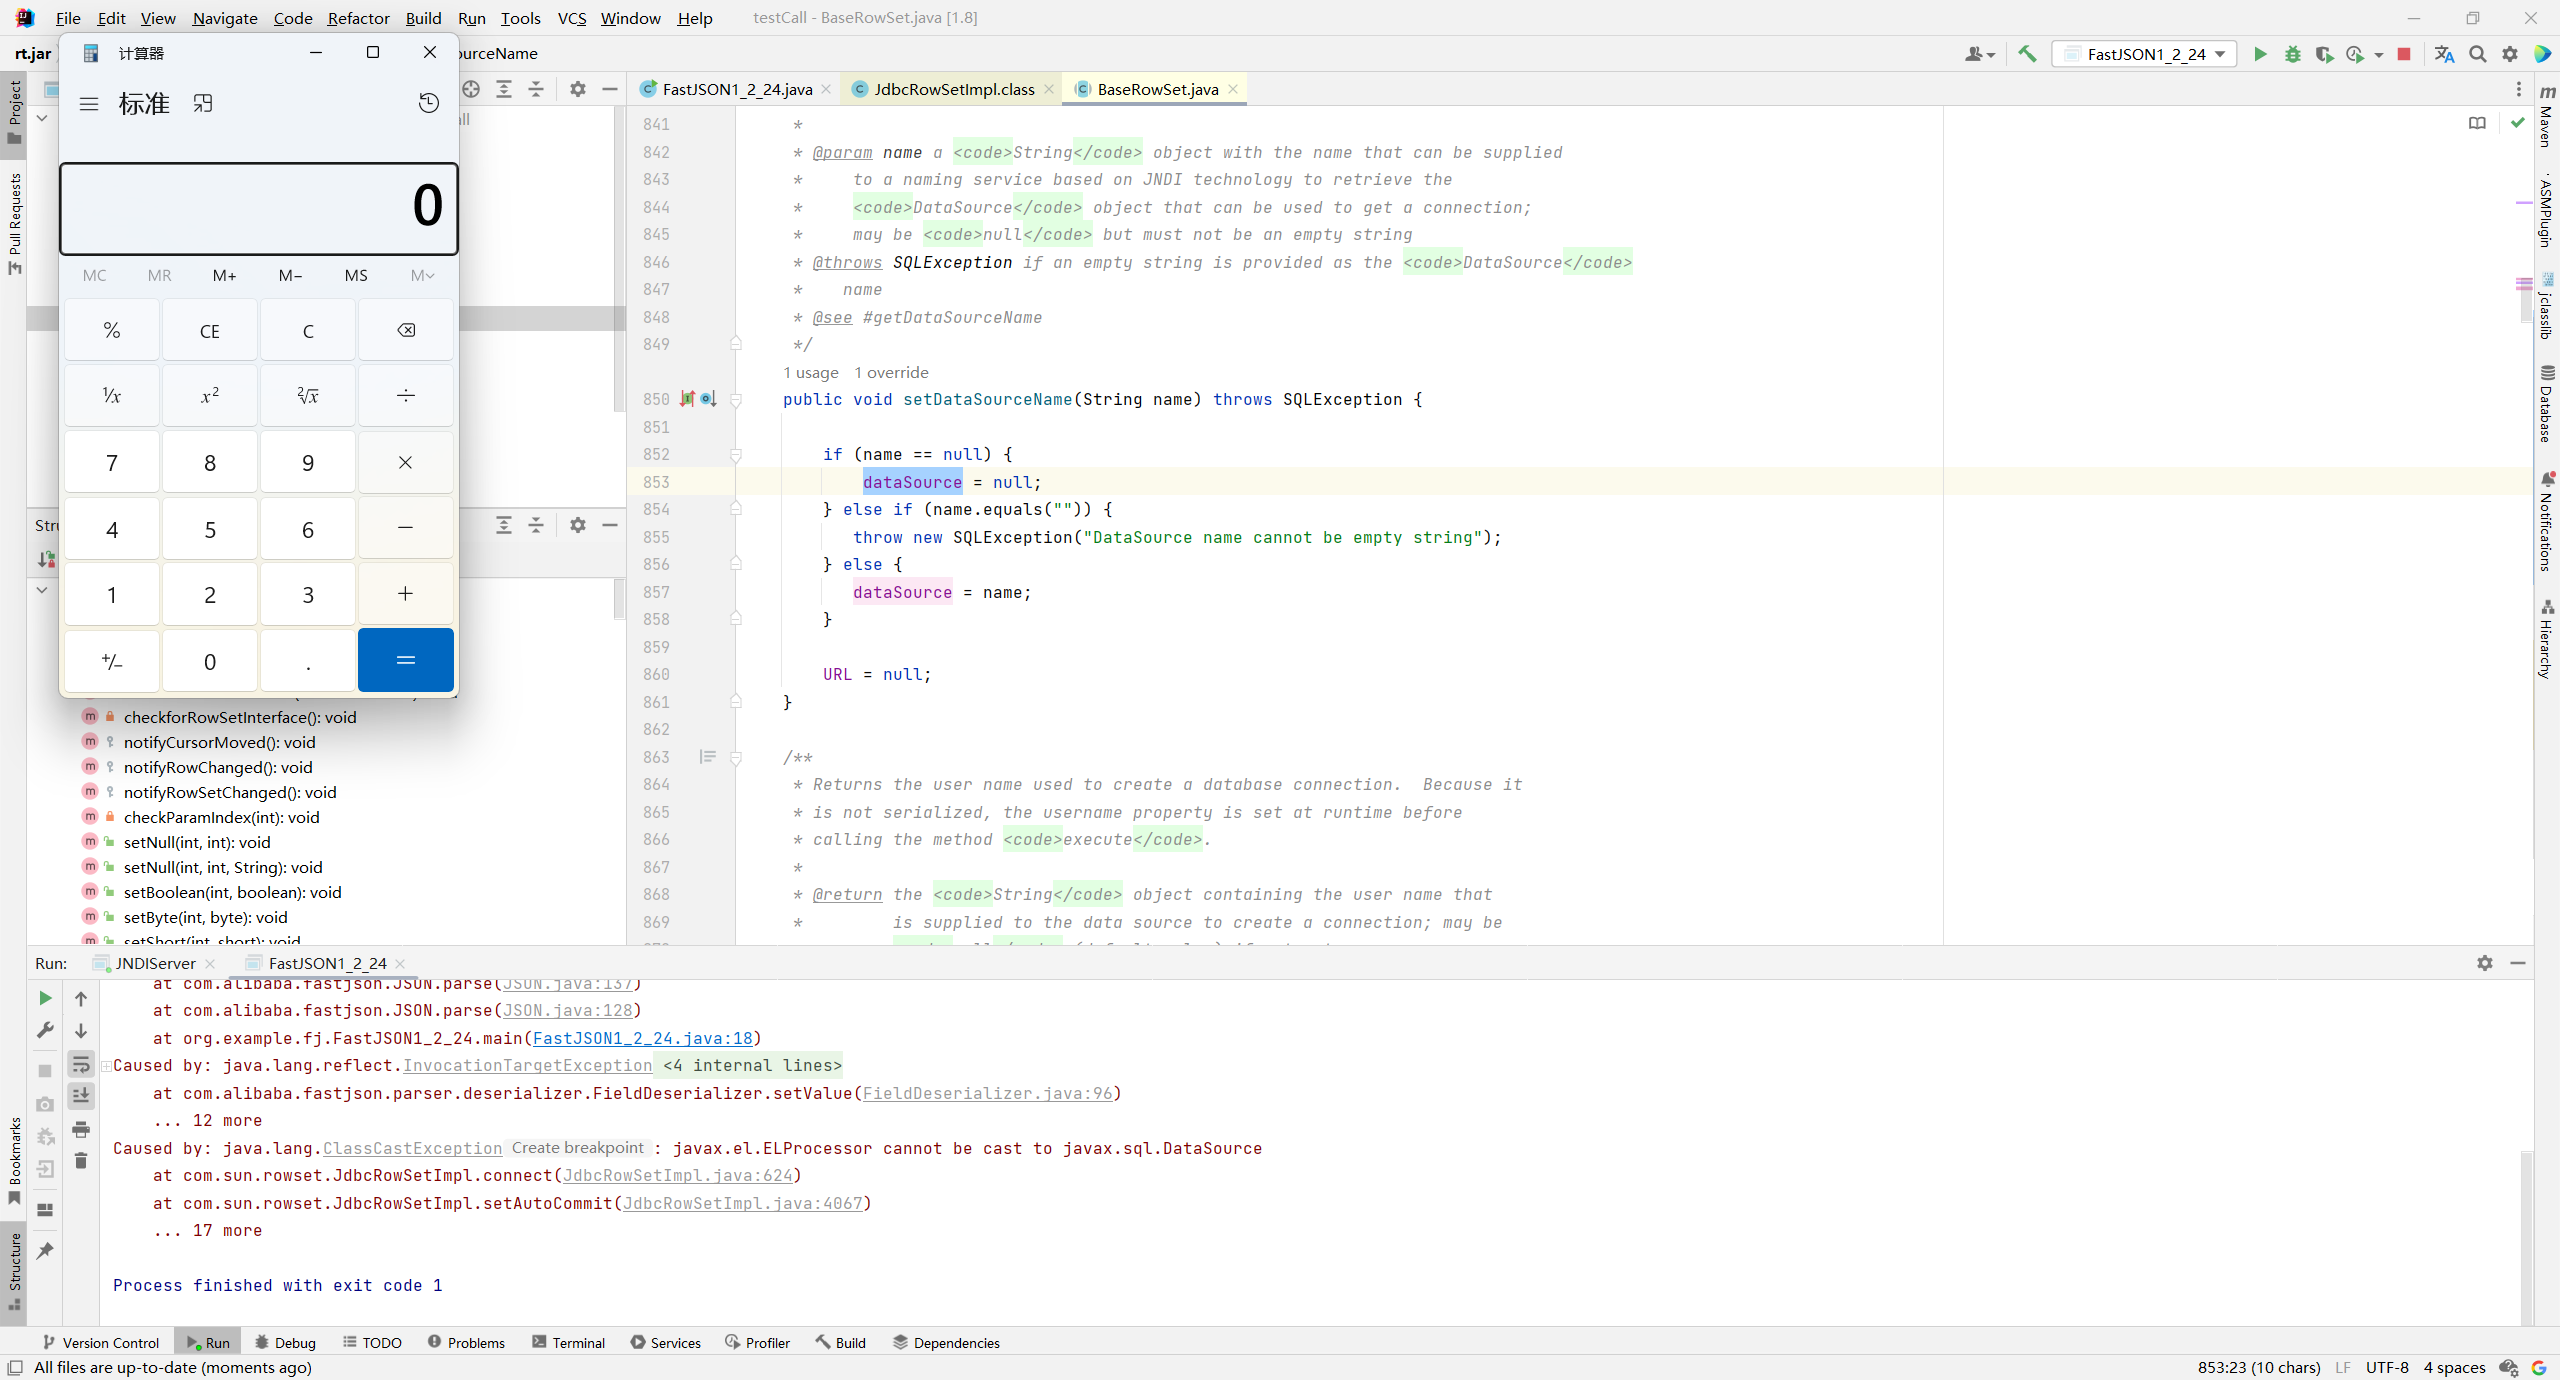 File Edit View Navigate Code Refactor Build Run Tools VCS Window Help testCall - BaseRowSet.java [1.8]
rt.jar
ourceName
FastJSON1_2_24
计算器
标准
0
MC MR M+ M− MS M
% CE C
¹/x x² ²√x ÷
7 8 9 ×
4 5 6 −
1 2 3 +
+/− 0 . =
Project
Pull Requests
Bookmarks
Structure
all
Stru
checkforRowSetInterface(): void
notifyCursorMoved(): void
notifyRowChanged(): void
notifyRowSetChanged(): void
checkParamIndex(int): void
setNull(int, int): void
setNull(int, int, String): void
setBoolean(int, boolean): void
setByte(int, byte): void
setShort(int, short): void
FastJSON1_2_24.java JdbcRowSetImpl.class BaseRowSet.java
841 *
842 * @param name a <code>String</code> object with the name that can be supplied
843 * to a naming service based on JNDI technology to retrieve the
844 * <code>DataSource</code> object that can be used to get a connection;
845 * may be <code>null</code> but must not be an empty string
846 * @throws SQLException if an empty string is provided as the <code>DataSource</code>
847 * name
848 * @see #getDataSourceName
849 */
1 usage 1 override
850 public void setDataSourceName(String name) throws SQLException {
851
852 if (name == null) {
853 dataSource = null;
854 } else if (name.equals("")) {
855 throw new SQLException("DataSource name cannot be empty string");
856 } else {
857 dataSource = name;
858 }
859
860 URL = null;
861 }
862
863 /**
864 * Returns the user name used to create a database connection. Because it
865 * is not serialized, the username property is set at runtime before
866 * calling the method <code>execute</code>.
867 *
868 * @return the <code>String</code> object containing the user name that
869 * is supplied to the data source to create a connection; may be
Maven
ASMPlugin
jclasslib
Database
Notifications
Hierarchy
Run: JNDIServer FastJSON1_2_24
at com.alibaba.fastjson.JSON.parse(JSON.java:137)
at com.alibaba.fastjson.JSON.parse(JSON.java:128)
at org.example.fj.FastJSON1_2_24.main(FastJSON1_2_24.java:18)
Caused by: java.lang.reflect.InvocationTargetException <4 internal lines>
at com.alibaba.fastjson.parser.deserializer.FieldDeserializer.setValue(FieldDeserializer.java:96)
... 12 more
Caused by: java.lang.ClassCastException Create breakpoint : javax.el.ELProcessor cannot be cast to javax.sql.DataSource
at com.sun.rowset.JdbcRowSetImpl.connect(JdbcRowSetImpl.java:624)
at com.sun.rowset.JdbcRowSetImpl.setAutoCommit(JdbcRowSetImpl.java:4067)
... 17 more
Process finished with exit code 1
Version Control Run Debug TODO Problems Terminal Services Profiler Build Dependencies
All files are up-to-date (moments ago)
853:23 (10 chars) LF UTF-8 4 spaces